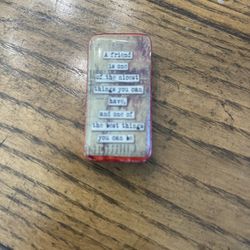 A friend
is one
of the nicest
things you can
have,
and one of
the best things
you can be